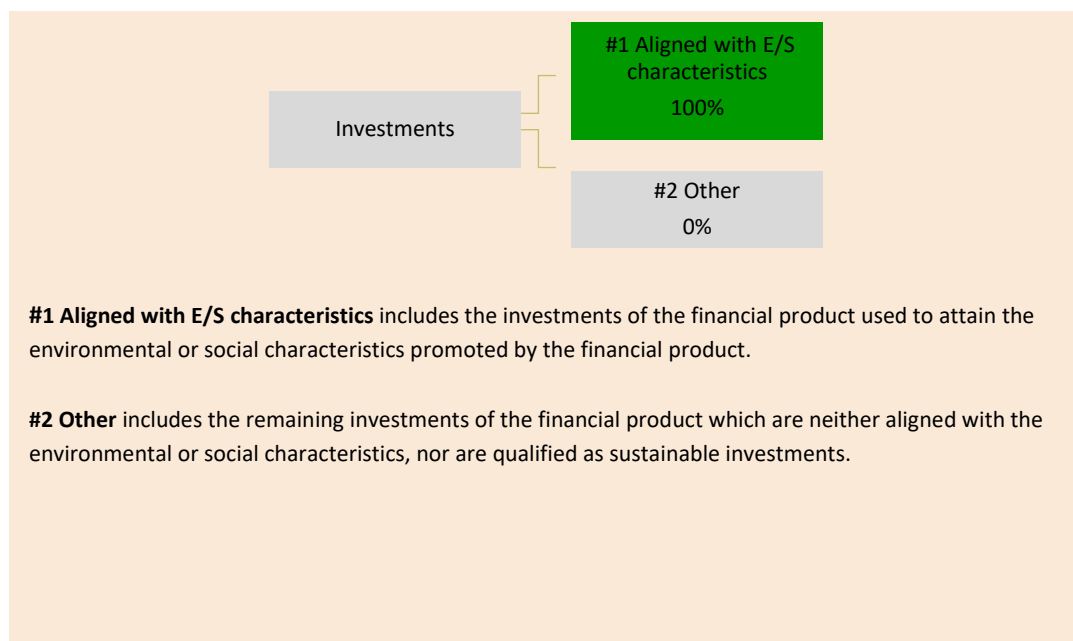 #1 Aligned with E/S
characteristics
100%
Investments
#2 Other
0%
#1 Aligned with E/S characteristics includes the investments of the financial product used to attain the
environmental or social characteristics promoted by the financial product.
#2 Other includes the remaining investments of the financial product which are neither aligned with the
environmental or social characteristics, nor are qualified as sustainable investments.